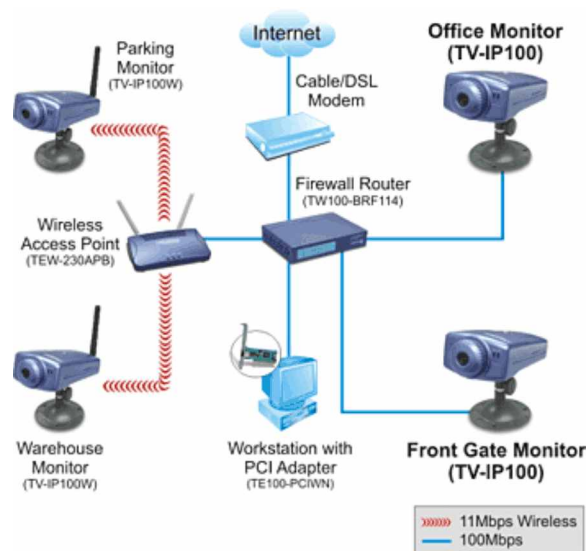 Parking
Monitor
(TV-IP100W)
Internet
Office Monitor
(TV-IP100)
Cable/DSL
Modem
Firewall Router
(TW100-BRF114)
Wireless
Access Point
(TEW-230APB)
Warehouse
Monitor
(TV-IP100W)
Workstation with
PCI Adapter
(TE100-PCIWN)
Front Gate Monitor
(TV-IP100)
11Mbps Wireless
100Mbps